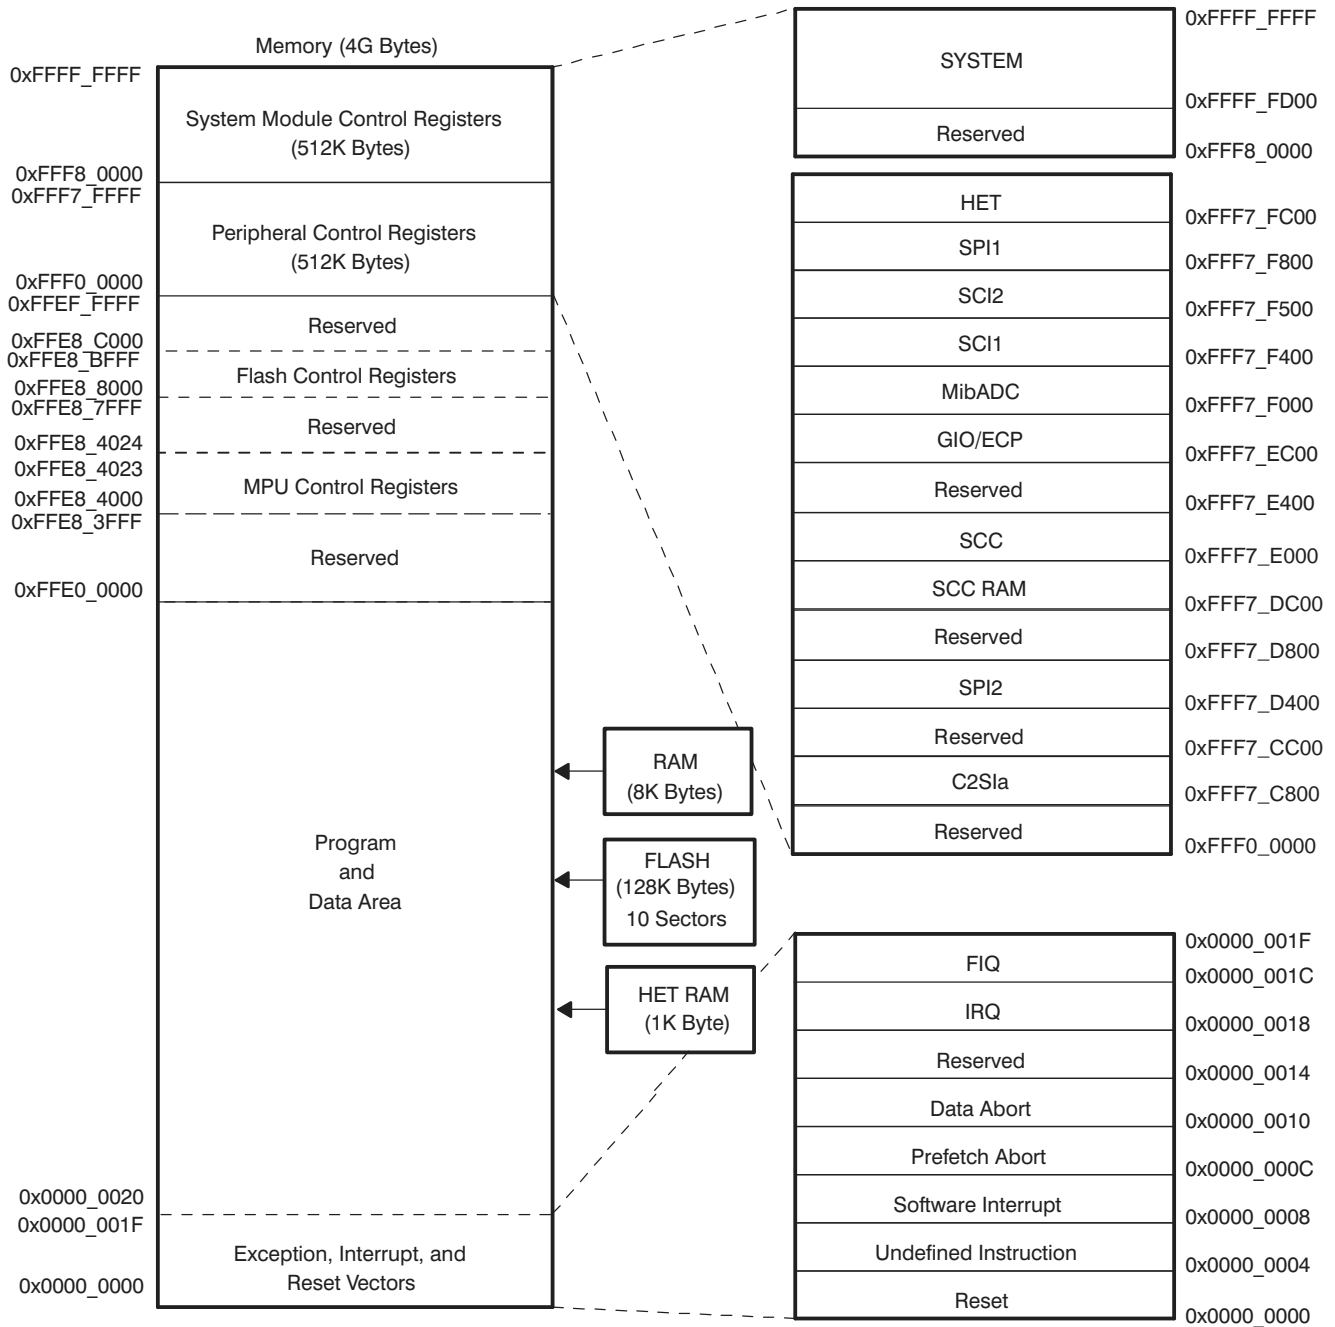 Memory (4G Bytes)
0xFFFF_FFFF
System Module Control Registers
(512K Bytes)
0xFFF8_0000
0xFFF7_FFFF
Peripheral Control Registers
(512K Bytes)
0xFFF0_0000
0xFFEF_FFFF
Reserved
0xFFE8_C000
0xFFE8_BFFF
Flash Control Registers
0xFFE8_8000
0xFFE8_7FFF
Reserved
0xFFE8_4024
0xFFE8_4023
MPU Control Registers
0xFFE8_4000
0xFFE8_3FFF
Reserved
0xFFE0_0000
Program
and
Data Area
0x0000_0020
0x0000_001F
Exception, Interrupt, and
Reset Vectors
0x0000_0000
RAM
(8K Bytes)
FLASH
(128K Bytes)
10 Sectors
HET RAM
(1K Byte)
0xFFFF_FFFF
SYSTEM
0xFFFF_FD00
Reserved
0xFFF8_0000
HET
0xFFF7_FC00
SPI1
0xFFF7_F800
SCI2
0xFFF7_F500
SCI1
0xFFF7_F400
MibADC
0xFFF7_F000
GIO/ECP
0xFFF7_EC00
Reserved
0xFFF7_E400
SCC
0xFFF7_E000
SCC RAM
0xFFF7_DC00
Reserved
0xFFF7_D800
SPI2
0xFFF7_D400
Reserved
0xFFF7_CC00
C2SIa
0xFFF7_C800
Reserved
0xFFF0_0000
0x0000_001F
FIQ
0x0000_001C
IRQ
0x0000_0018
Reserved
0x0000_0014
Data Abort
0x0000_0010
Prefetch Abort
0x0000_000C
Software Interrupt
0x0000_0008
Undefined Instruction
0x0000_0004
Reset
0x0000_0000